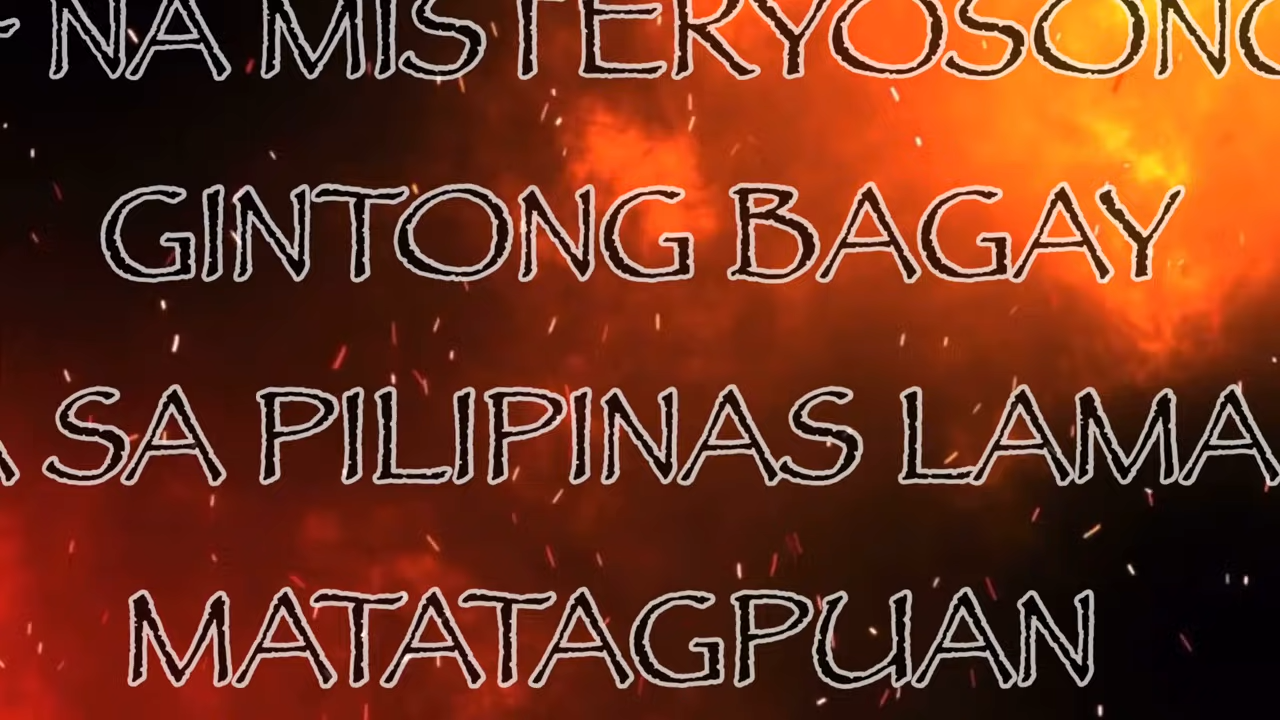 NA MISTERYOSONG
GINTONG BAGAY
SA PILIPINAS LAMA
MATATAGPUAN